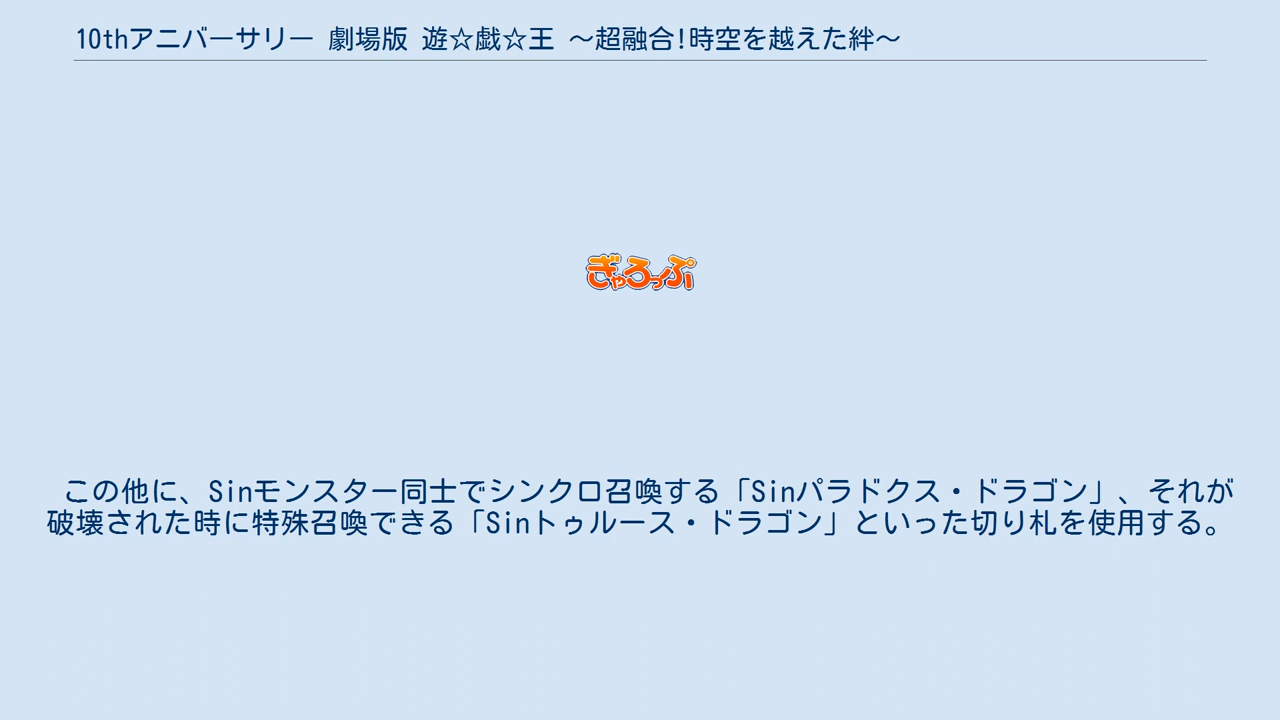 10thアニバーサリー 劇場版 遊☆戯☆王 〜超融合!時空を越えた絆〜
ぎゃろっぷ
この他に、Sinモンスター同士でシンクロ召喚する「Sinパラドクス・ドラゴン」、それが
破壊された時に特殊召喚できる「Sinトゥルース・ドラゴン」といった切り札を使用する。